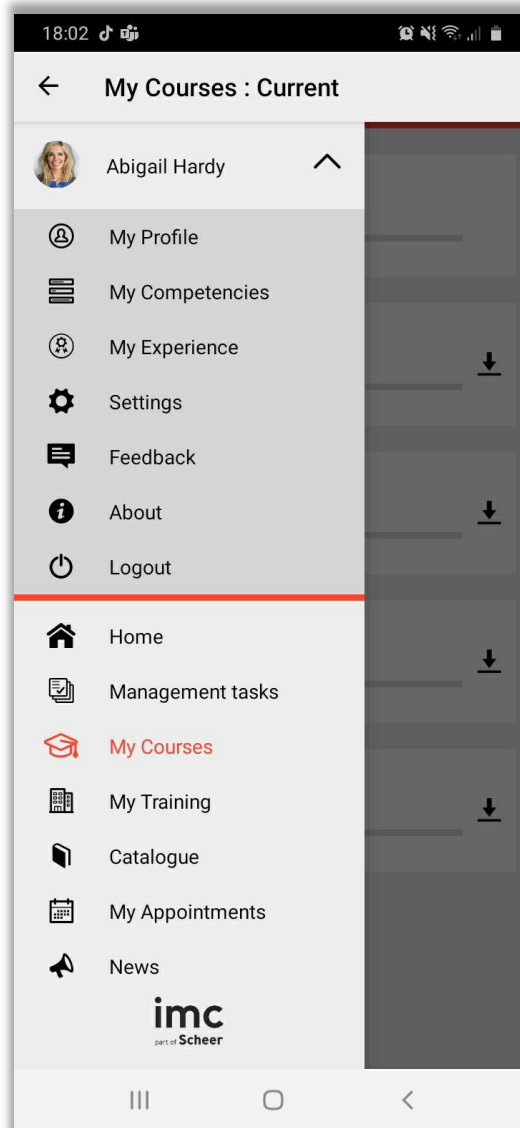 18:02
My Courses : Current
Abigail Hardy
My Profile
My Competencies
My Experience
Settings
Feedback
About
Logout
Home
Management tasks
My Courses
My Training
Catalogue
My Appointments
News
imc
part of Scheer